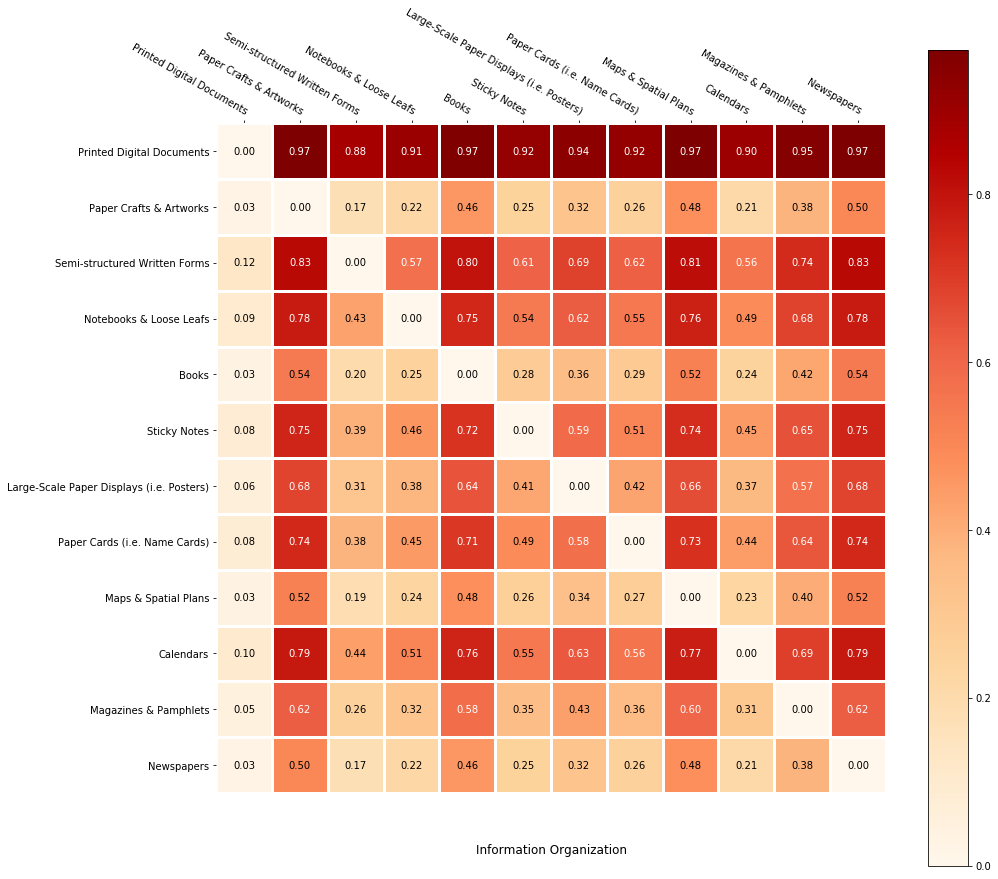 Printed Digital Documents
Paper Crafts & Artworks
Semi-structured Written Forms
Notebooks & Loose Leafs
Books
Large-Scale Paper Displays (i.e. Posters)
Sticky Notes
Paper Cards (i.e. Name Cards)
Maps & Spatial Plans
Calendars
Magazines & Pamphlets
Newspapers
Printed Digital Documents 0.00 0.97 0.88 0.91 0.97 0.92 0.94 0.92 0.97 0.90 0.95 0.97
Paper Crafts & Artworks 0.03 0.00 0.17 0.22 0.46 0.25 0.32 0.26 0.48 0.21 0.38 0.50
Semi-structured Written Forms 0.12 0.83 0.00 0.57 0.80 0.61 0.69 0.62 0.81 0.56 0.74 0.83
Notebooks & Loose Leafs 0.09 0.78 0.43 0.00 0.75 0.54 0.62 0.55 0.76 0.49 0.68 0.78
Books 0.03 0.54 0.20 0.25 0.00 0.28 0.36 0.29 0.52 0.24 0.42 0.54
Sticky Notes 0.08 0.75 0.39 0.46 0.72 0.00 0.59 0.51 0.74 0.45 0.65 0.75
Large-Scale Paper Displays (i.e. Posters) 0.06 0.68 0.31 0.38 0.64 0.41 0.00 0.42 0.66 0.37 0.57 0.68
Paper Cards (i.e. Name Cards) 0.08 0.74 0.38 0.45 0.71 0.49 0.58 0.00 0.73 0.44 0.64 0.74
Maps & Spatial Plans 0.03 0.52 0.19 0.24 0.48 0.26 0.34 0.27 0.00 0.23 0.40 0.52
Calendars 0.10 0.79 0.44 0.51 0.76 0.55 0.63 0.56 0.77 0.00 0.69 0.79
Magazines & Pamphlets 0.05 0.62 0.26 0.32 0.58 0.35 0.43 0.36 0.60 0.31 0.00 0.62
Newspapers 0.03 0.50 0.17 0.22 0.46 0.25 0.32 0.26 0.48 0.21 0.38 0.00
Information Organization
0.8
0.6
0.4
0.2
0.0